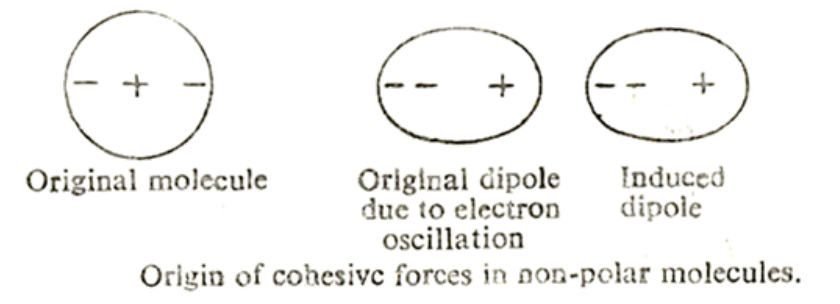 - + -
-- +
-- +
Original molecule
Original dipole
due to electron
oscillation
Induced
dipole
Origin of cohesive forces in non-polar molecules.